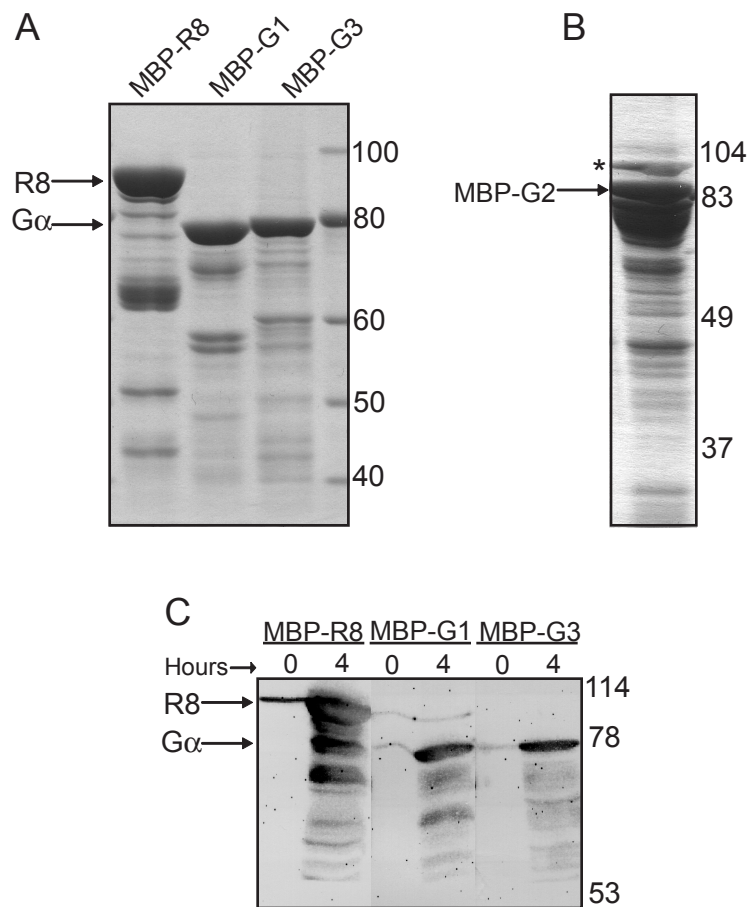 A
MBP-R8
MBP-G1
MBP-G3
R8
Gα
100
80
60
50
40
B
*
MBP-G2
104
83
49
37
C
MBP-R8 MBP-G1 MBP-G3
Hours 0 4 0 4 0 4
R8
Gα
114
78
53